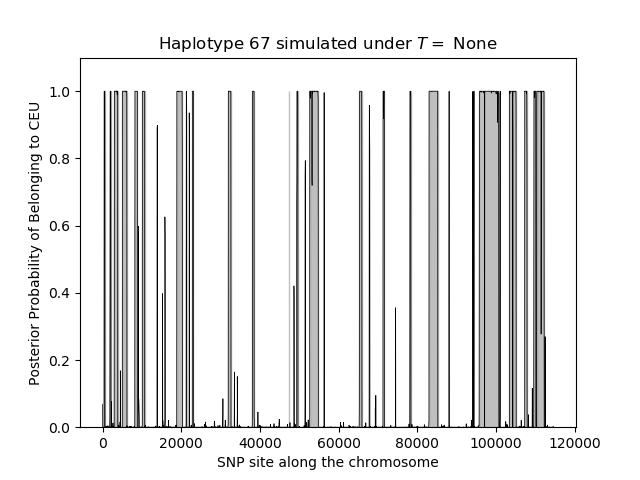 Haplotype 67 simulated under T = None
Posterior Probability of Belonging to CEU
1.0
0.8
0.6
0.4
0.2
0.0
0 20000 40000 60000 80000 100000 120000
SNP site along the chromosome